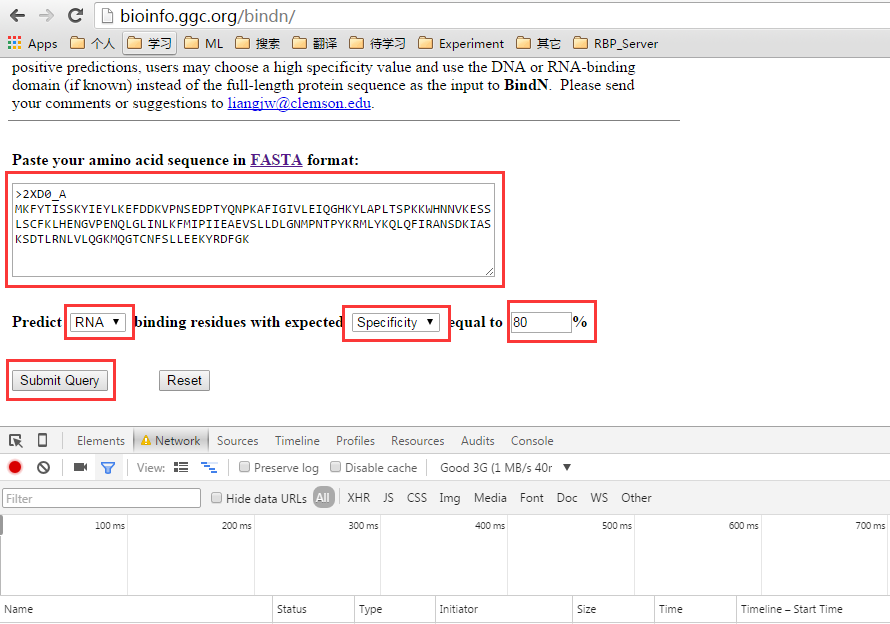 bioinfo.ggc.org/bindn/
Apps 个人 学习 ML 搜索 翻译 待学习 Experiment 其它 RBP_Server
positive predictions, users may choose a high specificity value and use the DNA or RNA-binding
domain (if known) instead of the full-length protein sequence as the input to BindN. Please send
your comments or suggestions to liangjw@clemson.edu.
Paste your amino acid sequence in FASTA format:
>2XD0_A
MKFYTISSKYIEYLKEFDDKVPNSEDPTYQNPKAFIGIVLEIQGHKYLAPLTSPKKWHNNVKESS
LSCFKLHENGVPENQLGLINLKFMIPIIEAEVSLLDLGNMPNTPYKRMLYKQLQFIRANSDKIAS
KSDTLRNLVLQGKMQGTCNFSLLEEKYRDFGK
Predict RNA ▼ binding residues with expected Specificity ▼ equal to 80 %
Submit Query Reset
Elements Network Sources Timeline Profiles Resources Audits Console
View: Preserve log Disable cache Good 3G (1 MB/s 40r ▼
Filter Hide data URLs All XHR JS CSS Img Media Font Doc WS Other
100 ms 200 ms 300 ms 400 ms 500 ms 600 ms 700 ms
Name Status Type Initiator Size Time Timeline – Start Time